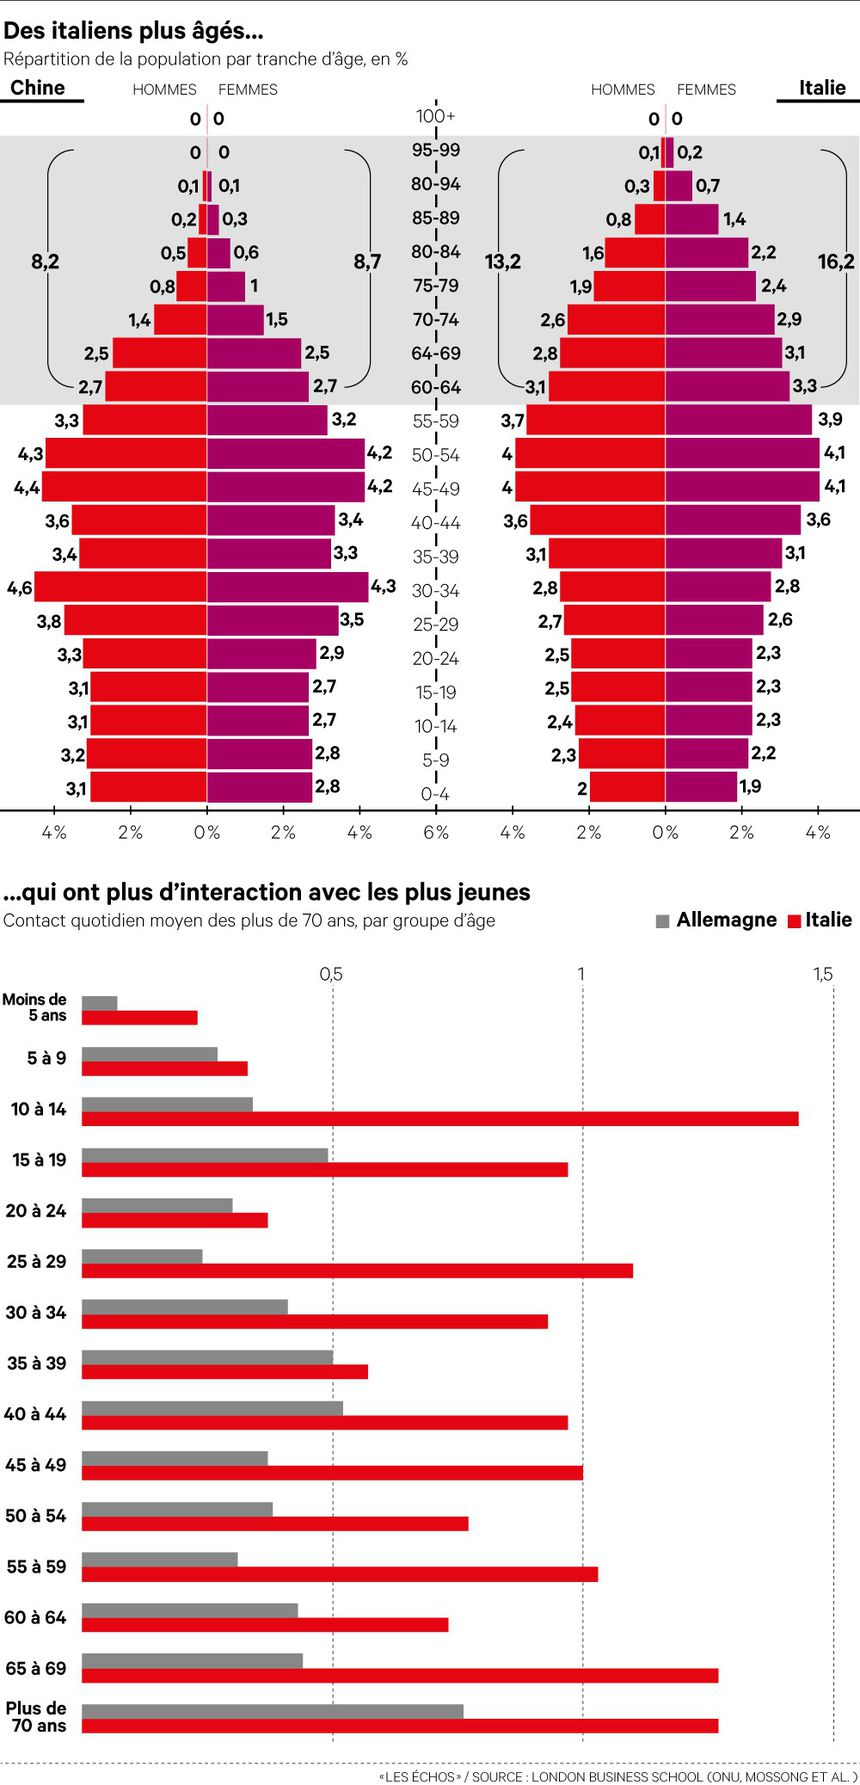 Des italiens plus âgés...
Répartition de la population par tranche d'âge, en %
Chine HOMMES FEMMES HOMMES FEMMES Italie
0 0 100+ 0 0
0 0 95-99 0,1 0,2
0,1 0,1 80-94 0,3 0,7
0,2 0,3 85-89 0,8 1,4
0,5 0,6 80-84 1,6 2,2
8,2 8,7 13,2 16,2
0,8 1 75-79 1,9 2,4
1,4 1,5 70-74 2,6 2,9
2,5 2,5 64-69 2,8 3,1
2,7 2,7 60-64 3,1 3,3
3,3 3,2 55-59 3,7 3,9
4,3 4,2 50-54 4 4,1
4,4 4,2 45-49 4 4,1
3,6 3,4 40-44 3,6 3,6
3,4 3,3 35-39 3,1 3,1
4,6 4,3 30-34 2,8 2,8
3,8 3,5 25-29 2,7 2,6
3,3 2,9 20-24 2,5 2,3
3,1 2,7 15-19 2,5 2,3
3,1 2,7 10-14 2,4 2,3
3,2 2,8 5-9 2,3 2,2
3,1 2,8 0-4 2 1,9
4% 2% 0% 2% 4% 6% 4% 2% 0% 2% 4%
...qui ont plus d'interaction avec les plus jeunes
Contact quotidien moyen des plus de 70 ans, par groupe d'âge
Allemagne Italie
0,5 1 1,5
Moins de
5 ans
5 à 9
10 à 14
15 à 19
20 à 24
25 à 29
30 à 34
35 à 39
40 à 44
45 à 49
50 à 54
55 à 59
60 à 64
65 à 69
Plus de
70 ans
«LES ÉCHOS» / SOURCE : LONDON BUSINESS SCHOOL (ONU, MOSSONG ET AL. )